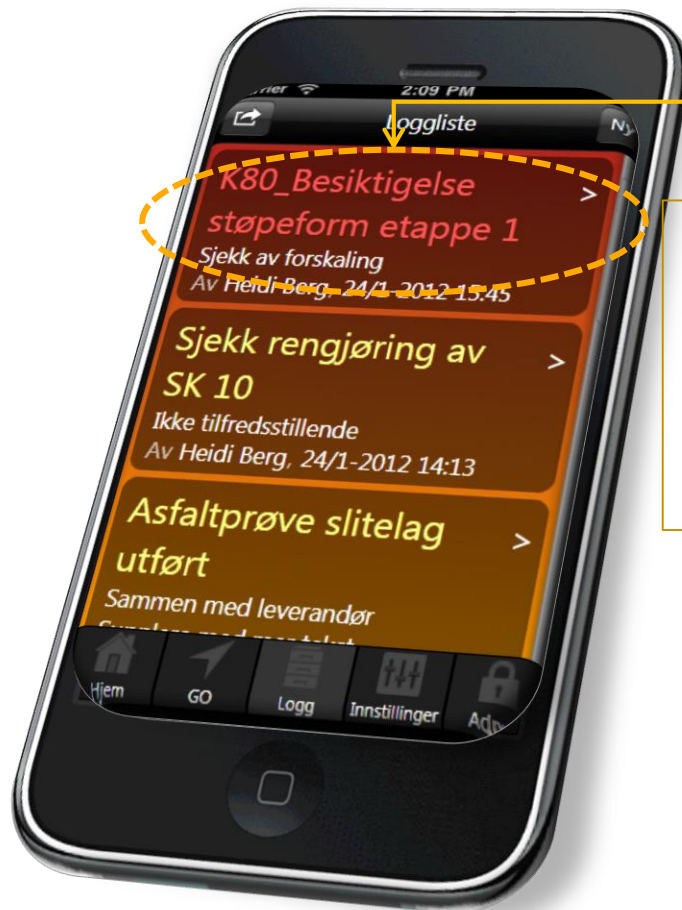 2:09 PM
Loggliste
K80_Besiktigelse
støpeform etappe 1
>
Sjekk av forskaling
Av Heidi Berg, 24/1-2012 15:45
Sjekk rengjøring av
SK 10
>
Ikke tilfredsstillende
Av Heidi Berg, 24/1-2012 14:13
Asfaltprøve slitelag
utført
>
Sammen med leverandør
Hjem GO Logg Innstillinger